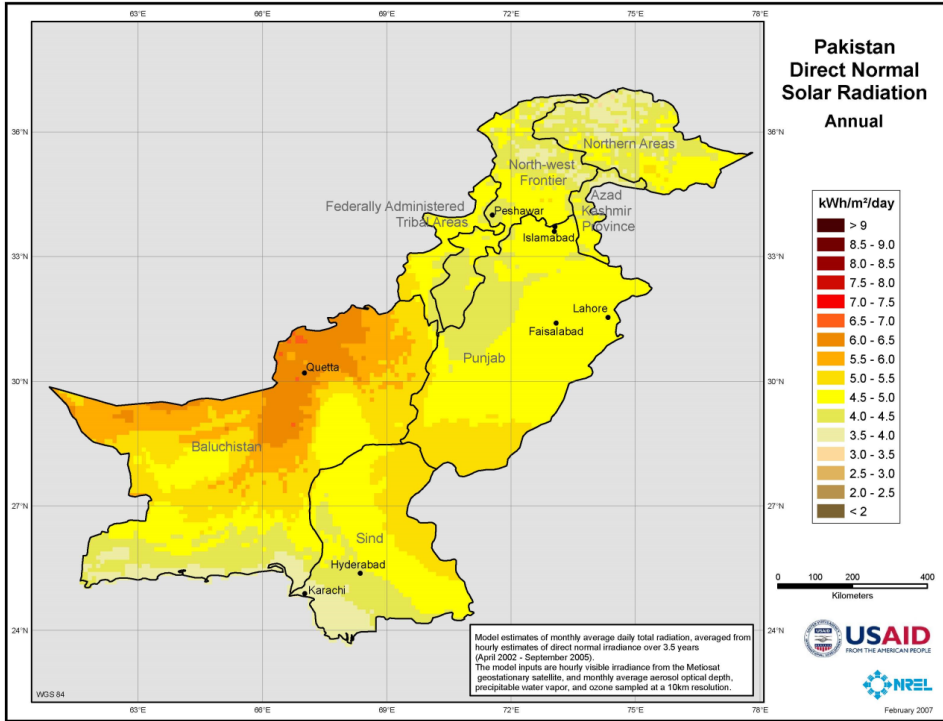 63°E 66°E 69°E 72°E 75°E 78°E
Pakistan
Direct Normal
Solar Radiation
Annual
36°N
Northern Areas
North-west
Frontier
Azad
Kashmir
Province
Federally Administered
Tribal Areas
Peshawar
Islamabad
33°N
Lahore
Faisalabad
Punjab
Quetta
30°N
Baluchistan
27°N
Sind
Hyderabad
Karachi
24°N
kWh/m²/day
> 9
8.5 - 9.0
8.0 - 8.5
7.5 - 8.0
7.0 - 7.5
6.5 - 7.0
6.0 - 6.5
5.5 - 6.0
5.0 - 5.5
4.5 - 5.0
4.0 - 4.5
3.5 - 4.0
3.0 - 3.5
2.5 - 3.0
2.0 - 2.5
< 2
0 100 200 400
Kilometers
Model estimates of monthly average daily total radiation, averaged from
hourly estimates of direct normal irradiance over 3.5 years
(April 2002 - September 2005).
The model inputs are hourly visible irradiance from the Metiosat
geostationary satellite, and monthly average aerosol optical depth,
precipitable water vapor, and ozone sampled at a 10km resolution.
USAID
FROM THE AMERICAN PEOPLE
NREL
February 2007
WGS 84
63°E 66°E 69°E 72°E 75°E 78°E